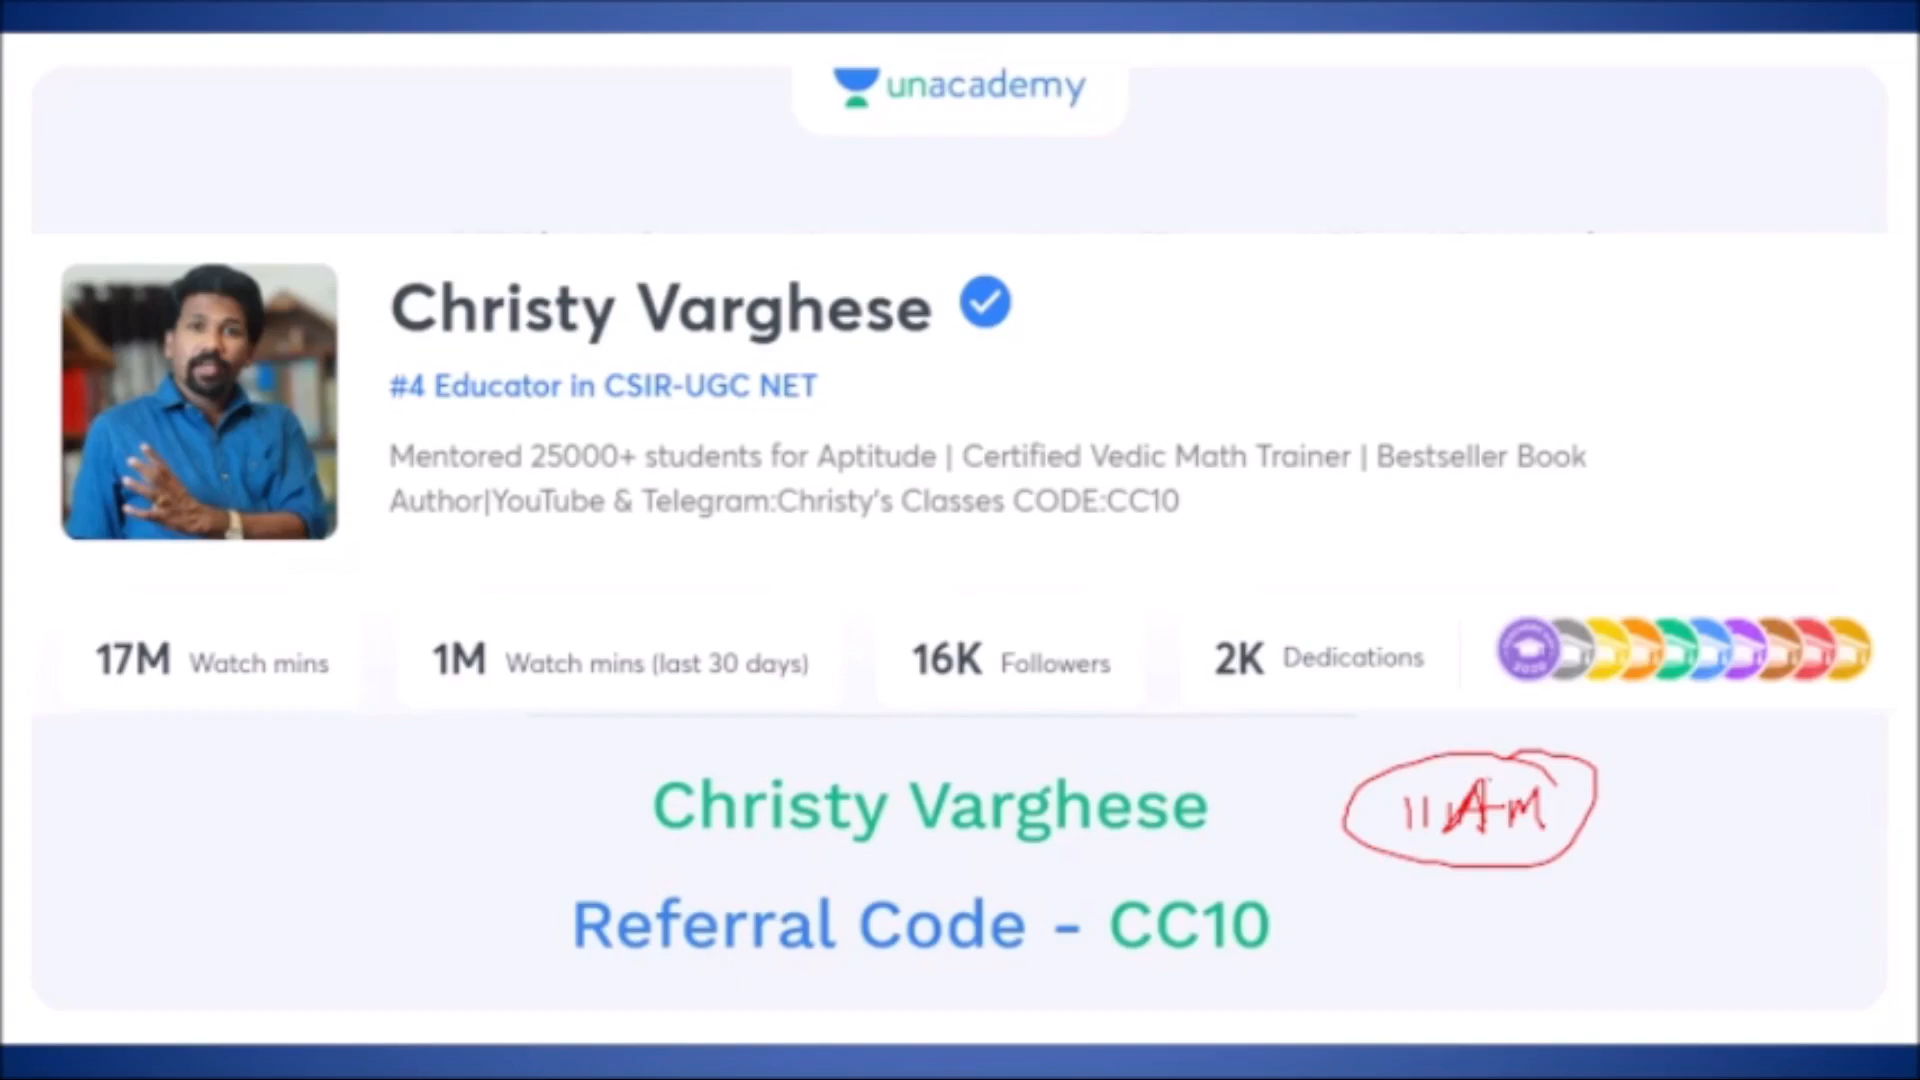 unacademy
Christy Varghese
#4 Educator in CSIR-UGC NET
Mentored 25000+ students for Aptitude | Certified Vedic Math Trainer | Bestseller Book
Author|YouTube & Telegram:Christy's Classes CODE:CC10
17M Watch mins
1M Watch mins (last 30 days)
16K Followers
2K Dedications
Christy Varghese
11 AM
Referral Code - CC10